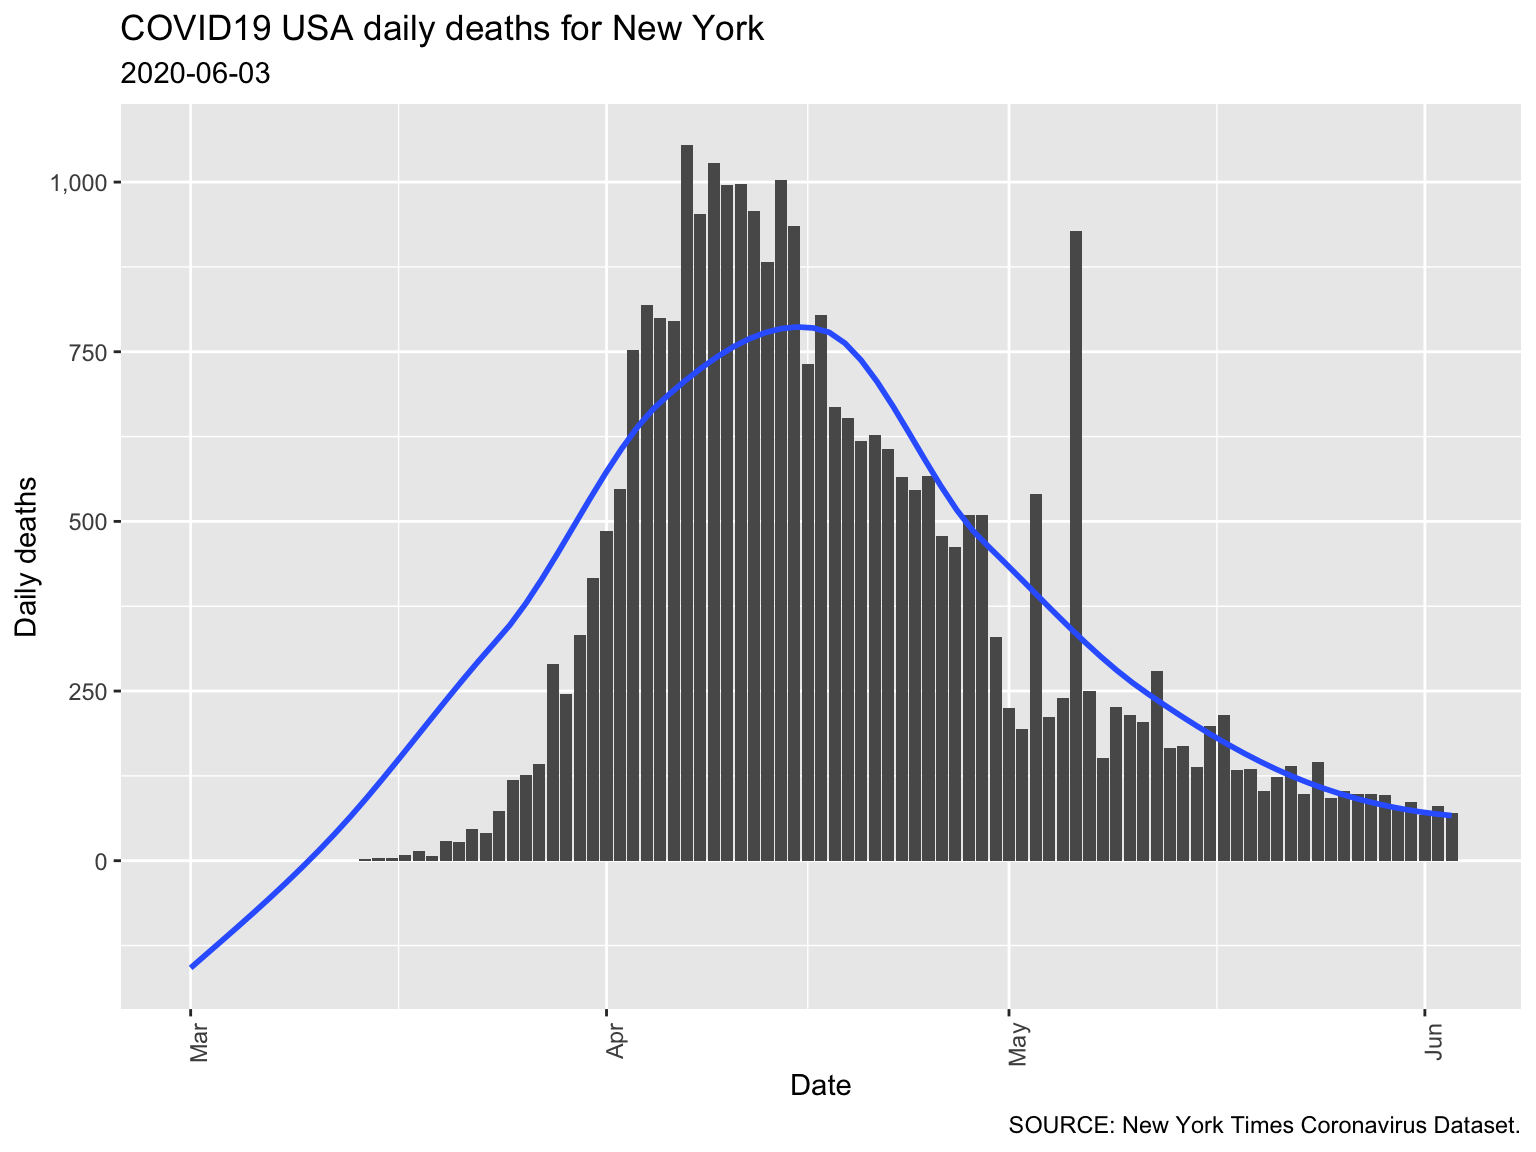 COVID19 USA daily deaths for New York
2020-06-03
Daily deaths
1,000
750
500
250
0
Mar
Apr
May
Jun
Date
SOURCE: New York Times Coronavirus Dataset.